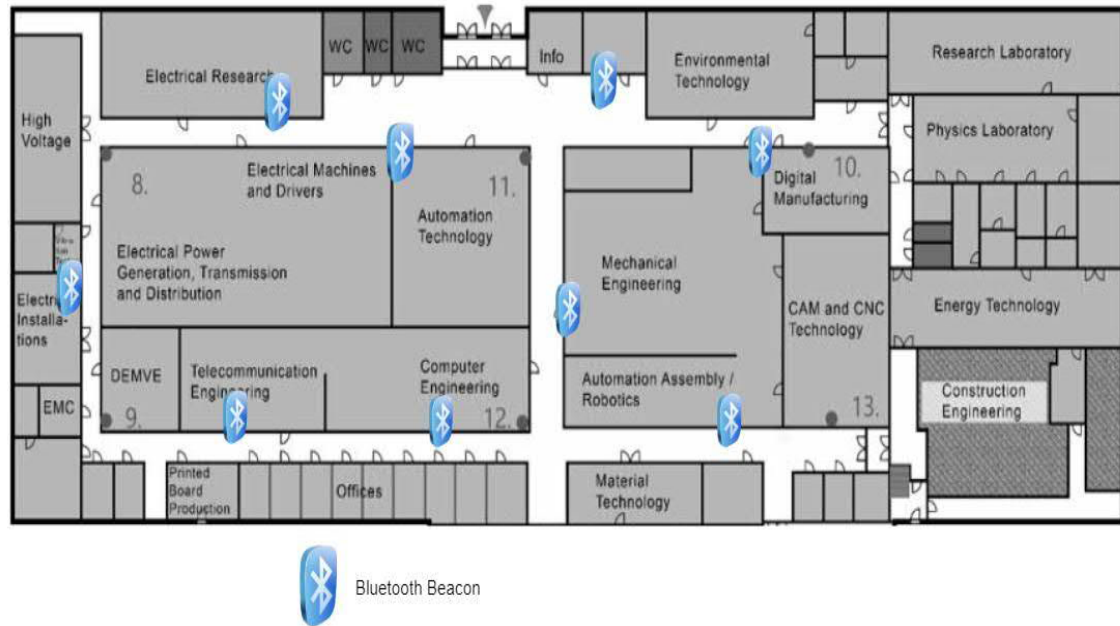 WC
WC
WC
Info
Environmental
Technology
Research Laboratory
Electrical Research
High
Voltage
Physics Laboratory
8.
Electrical Machines
and Drivers
11.
10.
Digital
Manufacturing
Automation
Technology
Electrical Power
Generation, Transmission
and Distribution
Mechanical
Engineering
Electri
Installa-
tions
CAM and CNC
Technology
Energy Technology
DEMVE
Telecommunication
Engineering
Computer
Engineering
Automation Assembly /
Robotics
Construction
Engineering
EMC
9.
12.
13.
Printed
Board
Production
Offices
Material
Technology
Bluetooth Beacon